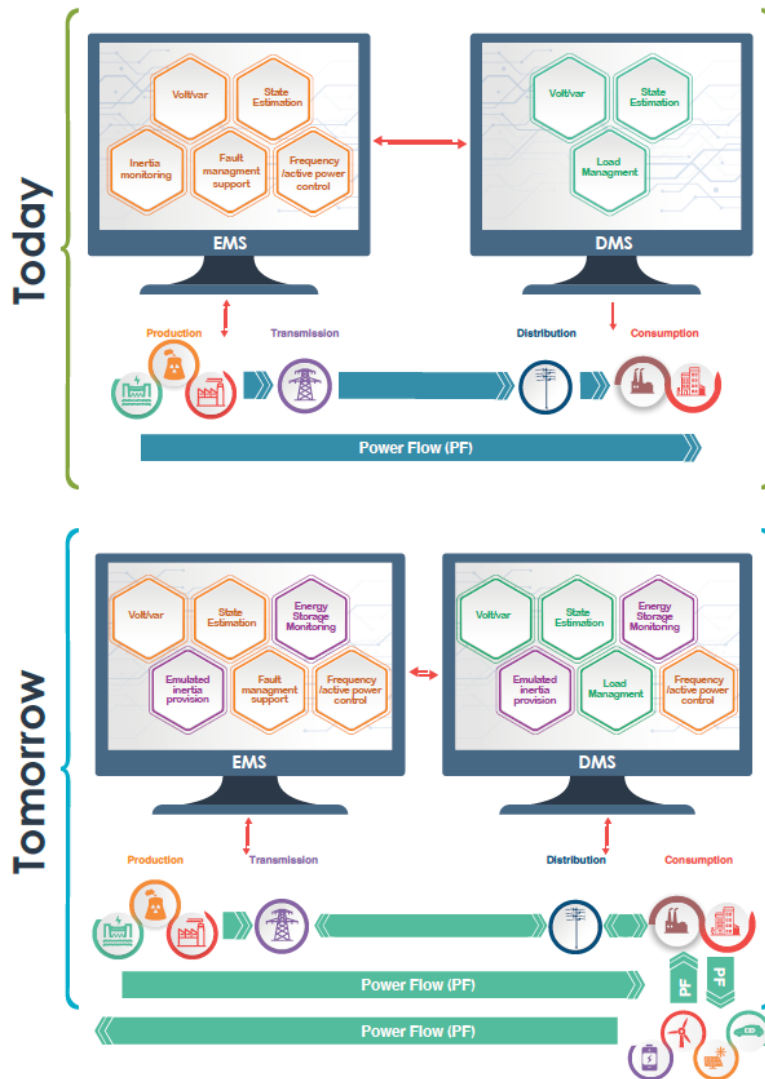 Today
Volt/var
State
Estimation
Inertia
monitoring
Fault
managment
support
Frequency
/active power
control
EMS
Volt/var
State
Estimation
Load
Managment
DMS
Production
Transmission
Distribution
Consumption
Power Flow (PF)
Tomorrow
Volt/var
State
Estimation
Energy
Storage
Monitoring
Emulated
inertia
provision
Fault
managment
support
Frequency
/active power
control
EMS
Volt/var
State
Estimation
Energy
Storage
Monitoring
Emulated
inertia
provision
Load
Managment
Frequency
/active power
control
DMS
Production
Transmission
Distribution
Consumption
Power Flow (PF)
PF
PF
Power Flow (PF)